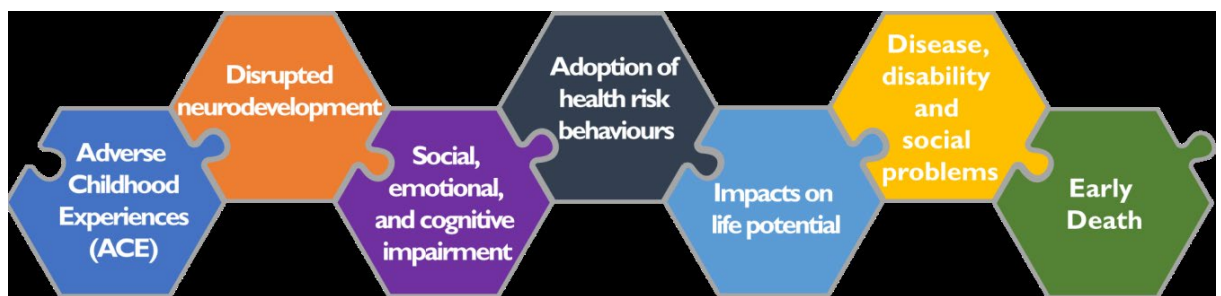 Adverse
Childhood
Experiences
(ACE)
Disrupted
neurodevelopment
Social,
emotional,
and cognitive
impairment
Adoption of
health risk
behaviours
Impacts on
life potential
Disease,
disability
and
social
problems
Early
Death